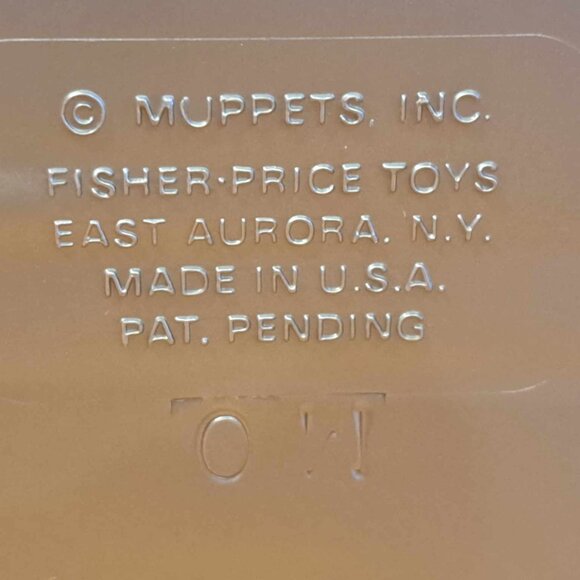 © MUPPETS, INC.
FISHER-PRICE TOYS
EAST AURORA, N.Y.
MADE IN U.S.A.
PAT. PENDING